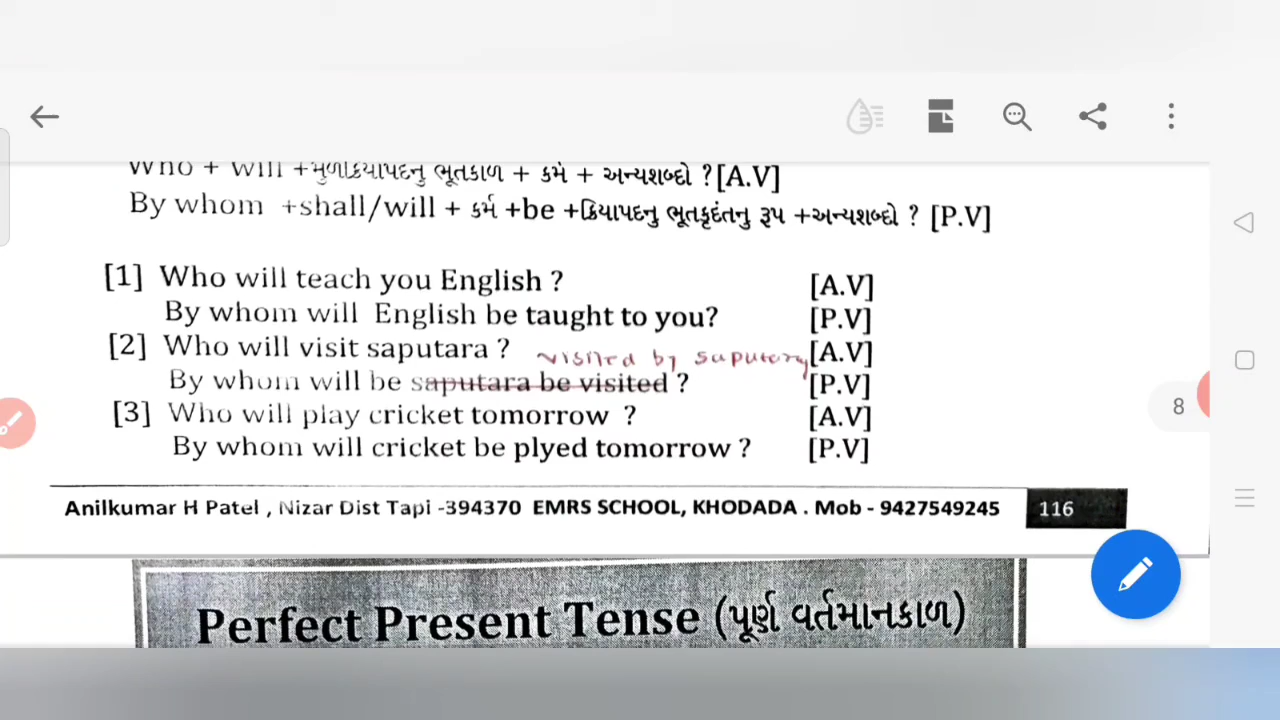 Who + will +મુળક્રિયાપદનુ ભૂતકાળ + કર્મ + અન્યશબ્દો ?[A.V]
By whom +shall/will + કર્મ +be +ક્રિયાપદનુ ભૂતકૃદંતનુ રૂપ +અન્યશબ્દો ? [P.V]
[1] Who will teach you English ? [A.V]
By whom will English be taught to you? [P.V]
[2] Who will visit saputara ? [A.V]
visited by saputary
By whom will be saputara be visited ? [P.V]
[3] Who will play cricket tomorrow ? [A.V]
By whom will cricket be plyed tomorrow ? [P.V]
8
Anilkumar H Patel , Nizar Dist Tapi -394370 EMRS SCHOOL, KHODADA . Mob - 9427549245 116
Perfect Present Tense (પૂર્ણ વર્તમાનકાળ)